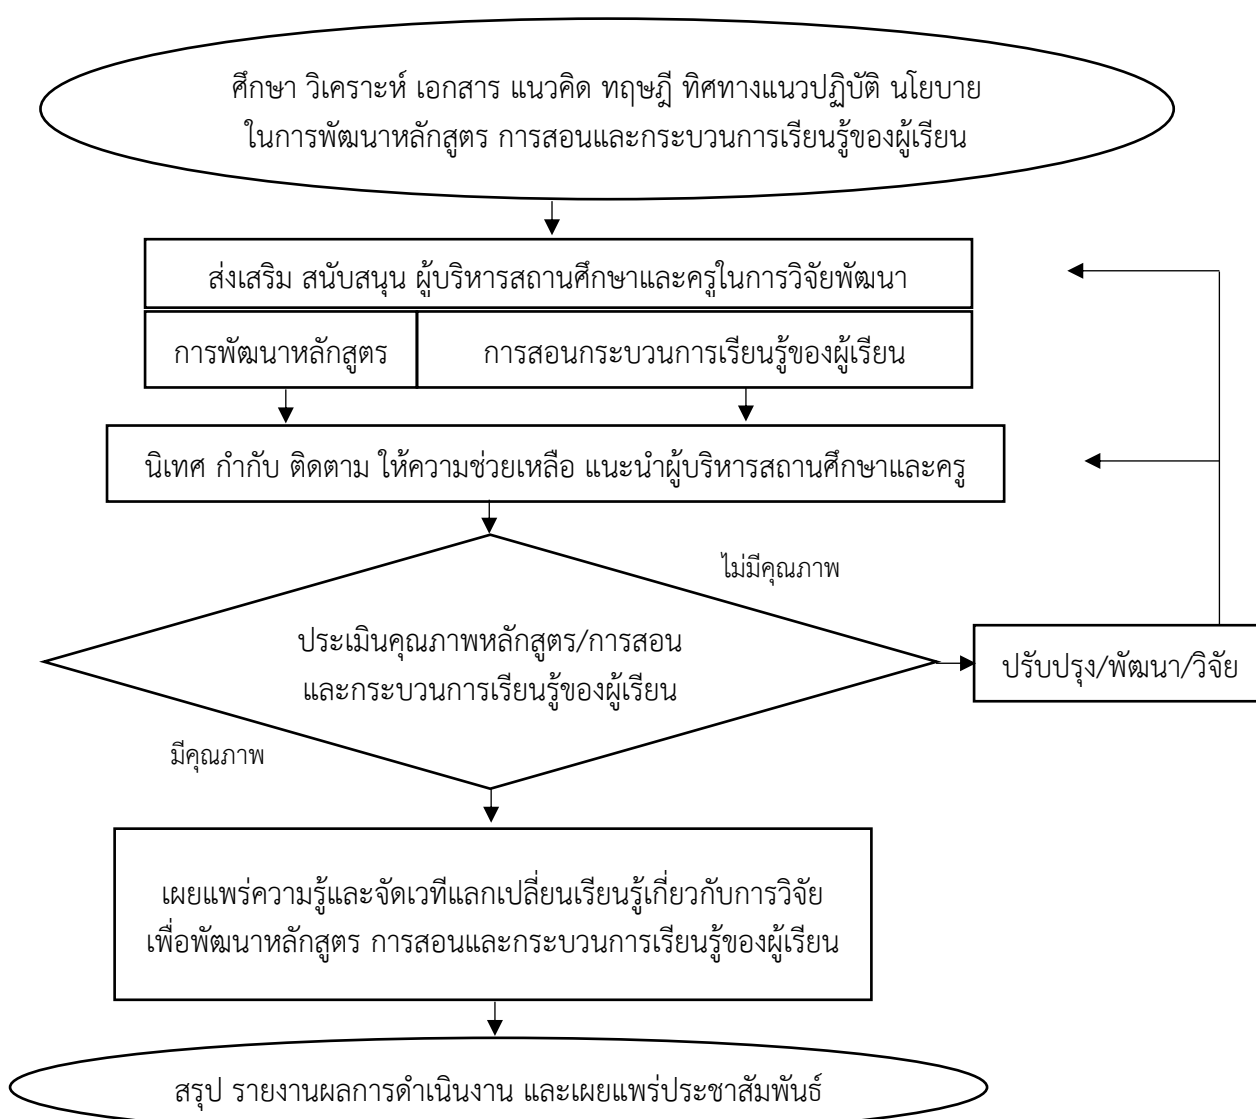 ศึกษา วิเคราะห์ เอกสาร แนวคิด ทฤษฎี ทิศทางแนวปฏิบัติ นโยบาย
ในการพัฒนาหลักสูตร การสอนและกระบวนการเรียนรู้ของผู้เรียน
ส่งเสริม สนับสนุน ผู้บริหารสถานศึกษาและครูในการวิจัยพัฒนา
การพัฒนาหลักสูตร
การสอนกระบวนการเรียนรู้ของผู้เรียน
นิเทศ กำกับ ติดตาม ให้ความช่วยเหลือ แนะนำผู้บริหารสถานศึกษาและครู
ไม่มีคุณภาพ
ประเมินคุณภาพหลักสูตร/การสอน
และกระบวนการเรียนรู้ของผู้เรียน
ปรับปรุง/พัฒนา/วิจัย
มีคุณภาพ
เผยแพร่ความรู้และจัดเวทีแลกเปลี่ยนเรียนรู้เกี่ยวกับการวิจัย
เพื่อพัฒนาหลักสูตร การสอนและกระบวนการเรียนรู้ของผู้เรียน
สรุป รายงานผลการดำเนินงาน และเผยแพร่ประชาสัมพันธ์